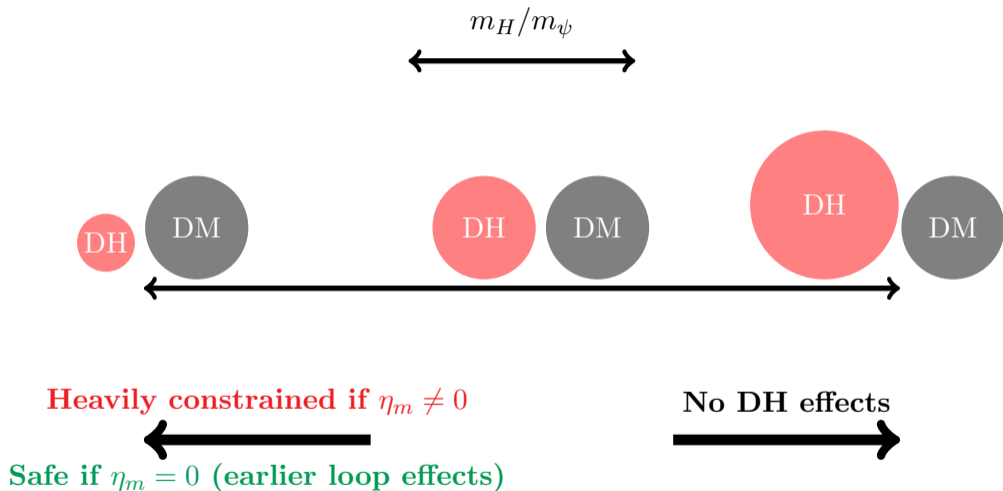 m_H/m_ψ
DH DM DH DM DH DM
Heavily constrained if η_m ≠ 0
No DH effects
Safe if η_m = 0 (earlier loop effects)